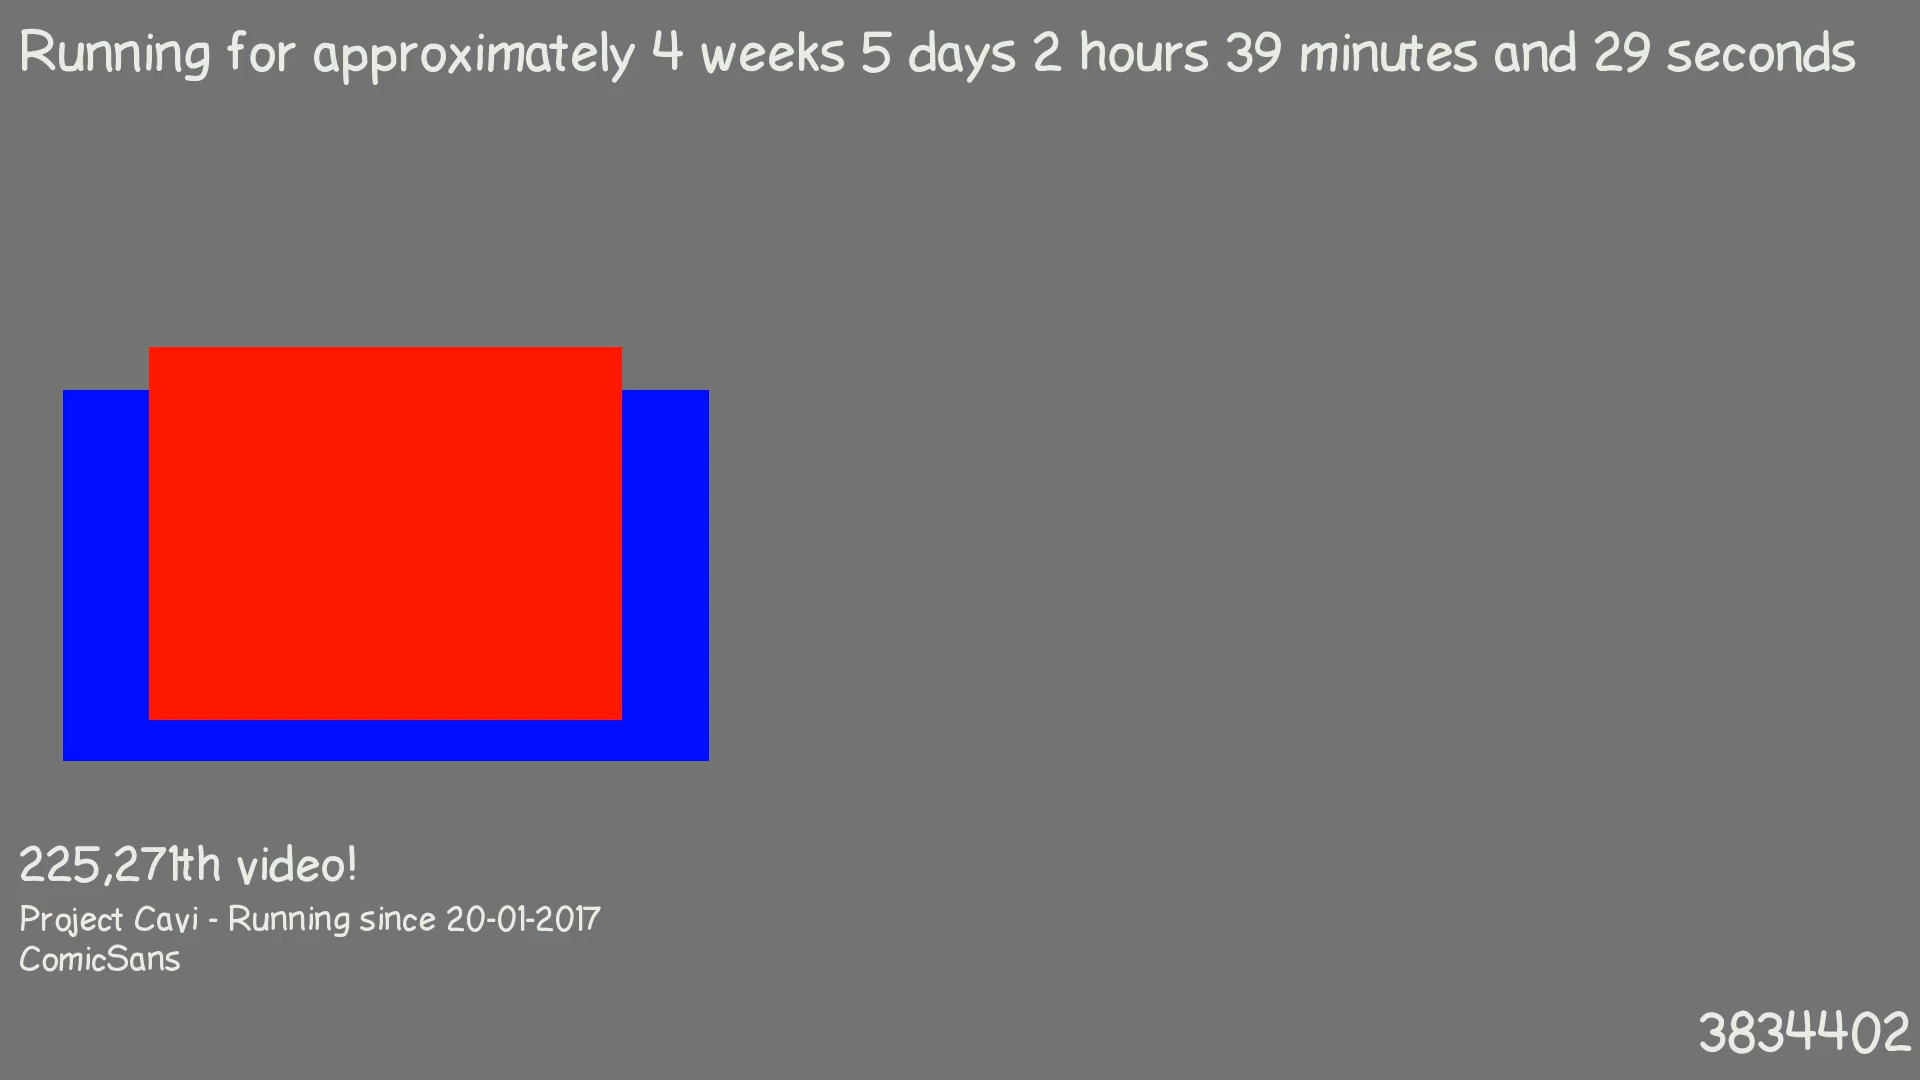 Running for approximately 4 weeks 5 days 2 hours 39 minutes and 29 seconds
225,271th video!
Project Cavi - Running since 20-01-2017
ComicSans
3834402